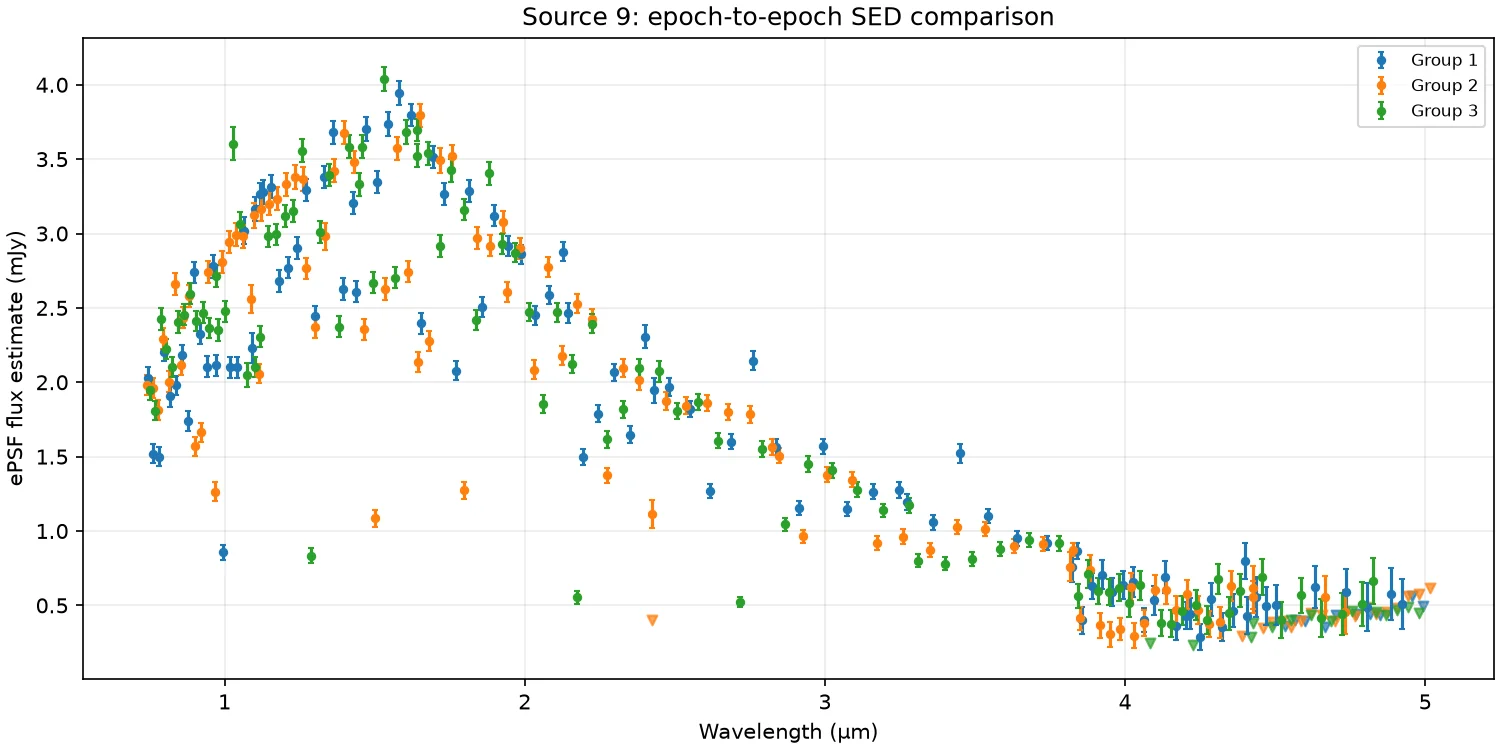 Source 9: epoch-to-epoch SED comparison
Group 1
Group 2
Group 3
ePSF flux estimate (mJy)
4.0
3.5
3.0
2.5
2.0
1.5
1.0
0.5
1 2 3 4 5
Wavelength (µm)